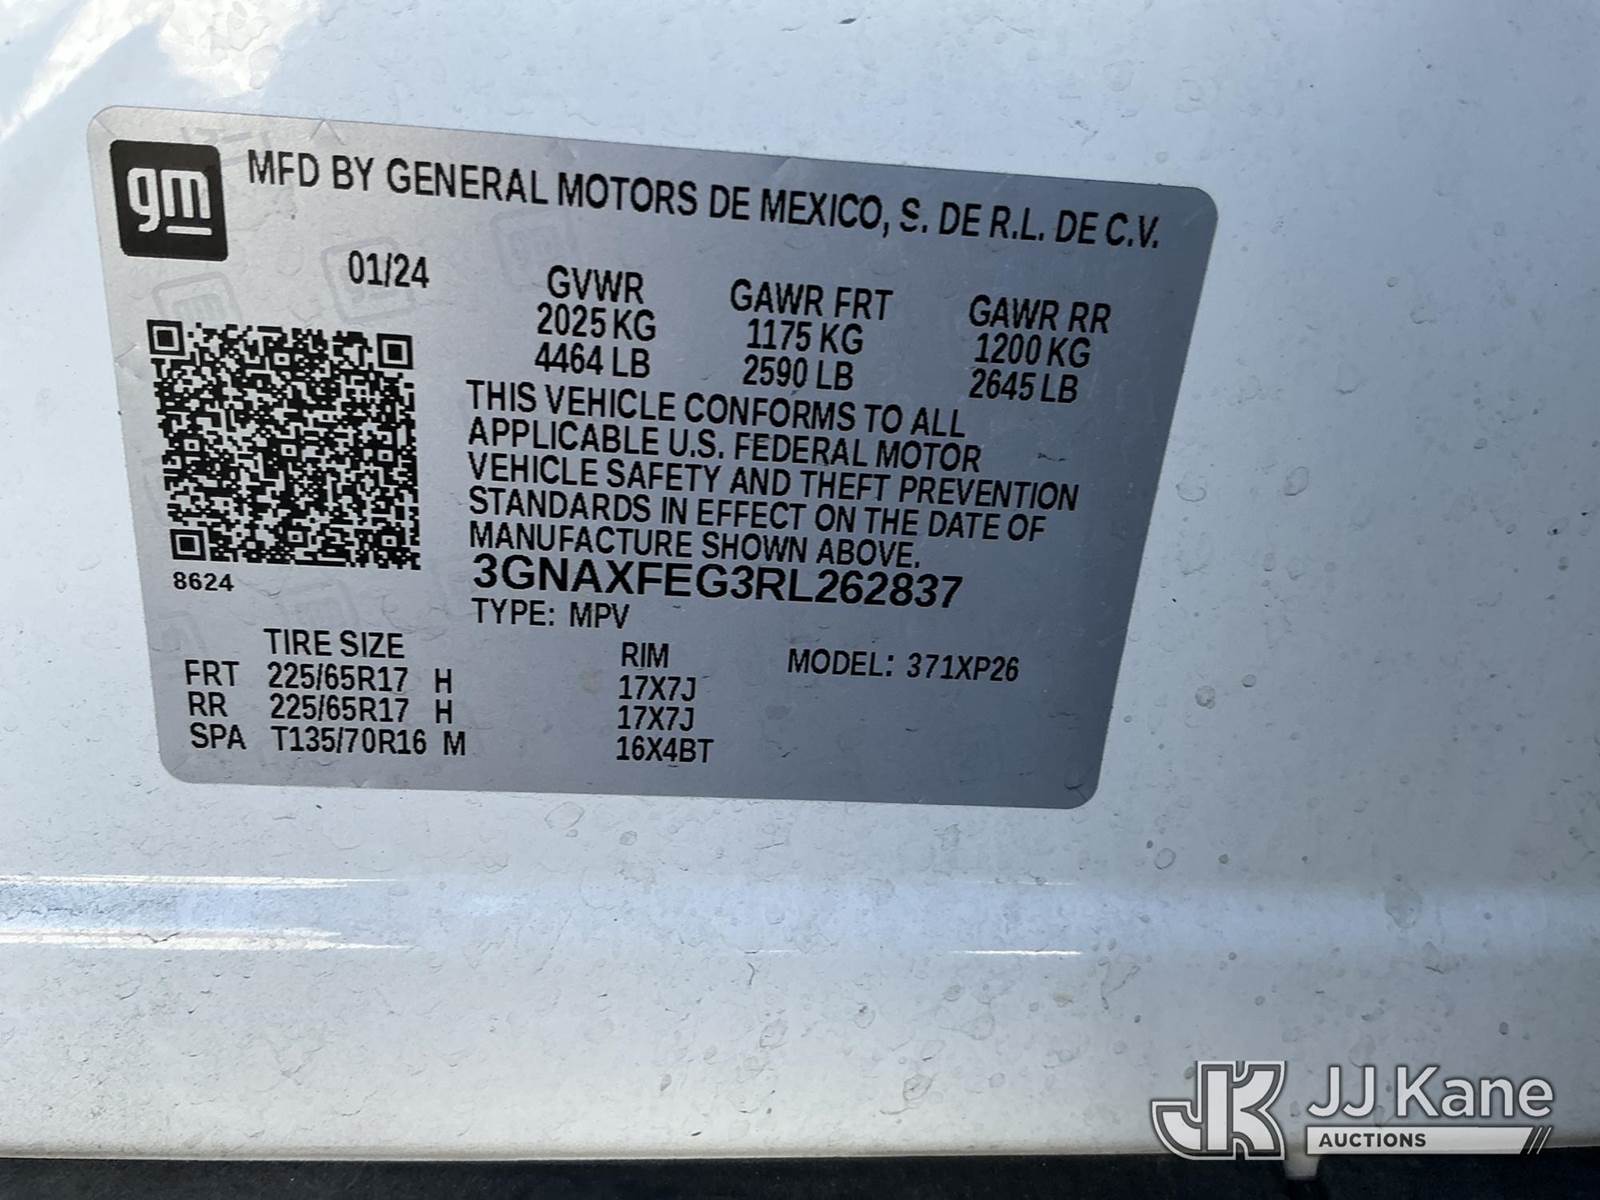 gm
MFD BY GENERAL MOTORS DE MEXICO, S. DE R.L. DE C.V.
01/24
GVWR GAWR FRT GAWR RR
2025 KG 1175 KG 1200 KG
4464 LB 2590 LB 2645 LB
THIS VEHICLE CONFORMS TO ALL
APPLICABLE U.S. FEDERAL MOTOR
VEHICLE SAFETY AND THEFT PREVENTION
STANDARDS IN EFFECT ON THE DATE OF
MANUFACTURE SHOWN ABOVE.
8624
3GNAXFEG3RL262837
TYPE: MPV
TIRE SIZE RIM MODEL: 371XP26
FRT 225/65R17 H 17X7J
RR 225/65R17 H 17X7J
SPA T135/70R16 M 16X4BT
JK JJ Kane
AUCTIONS